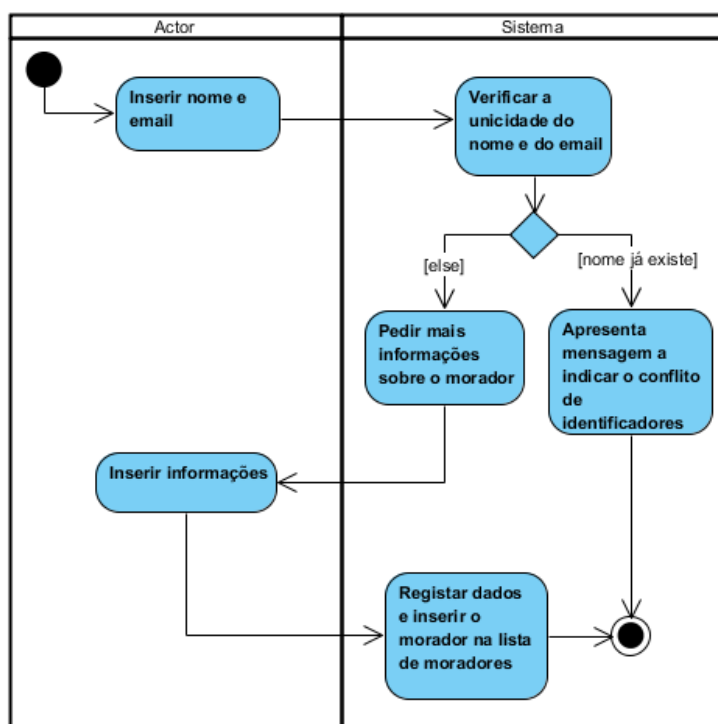 Actor
Sistema
Inserir nome e
email
Verificar a
unicidade do
nome e do email
[else]
[nome já existe]
Pedir mais
informações
sobre o morador
Apresenta
mensagem a
indicar o conflito
de
identificadores
Inserir informações
Registar dados
e inserir o
morador na lista
de moradores